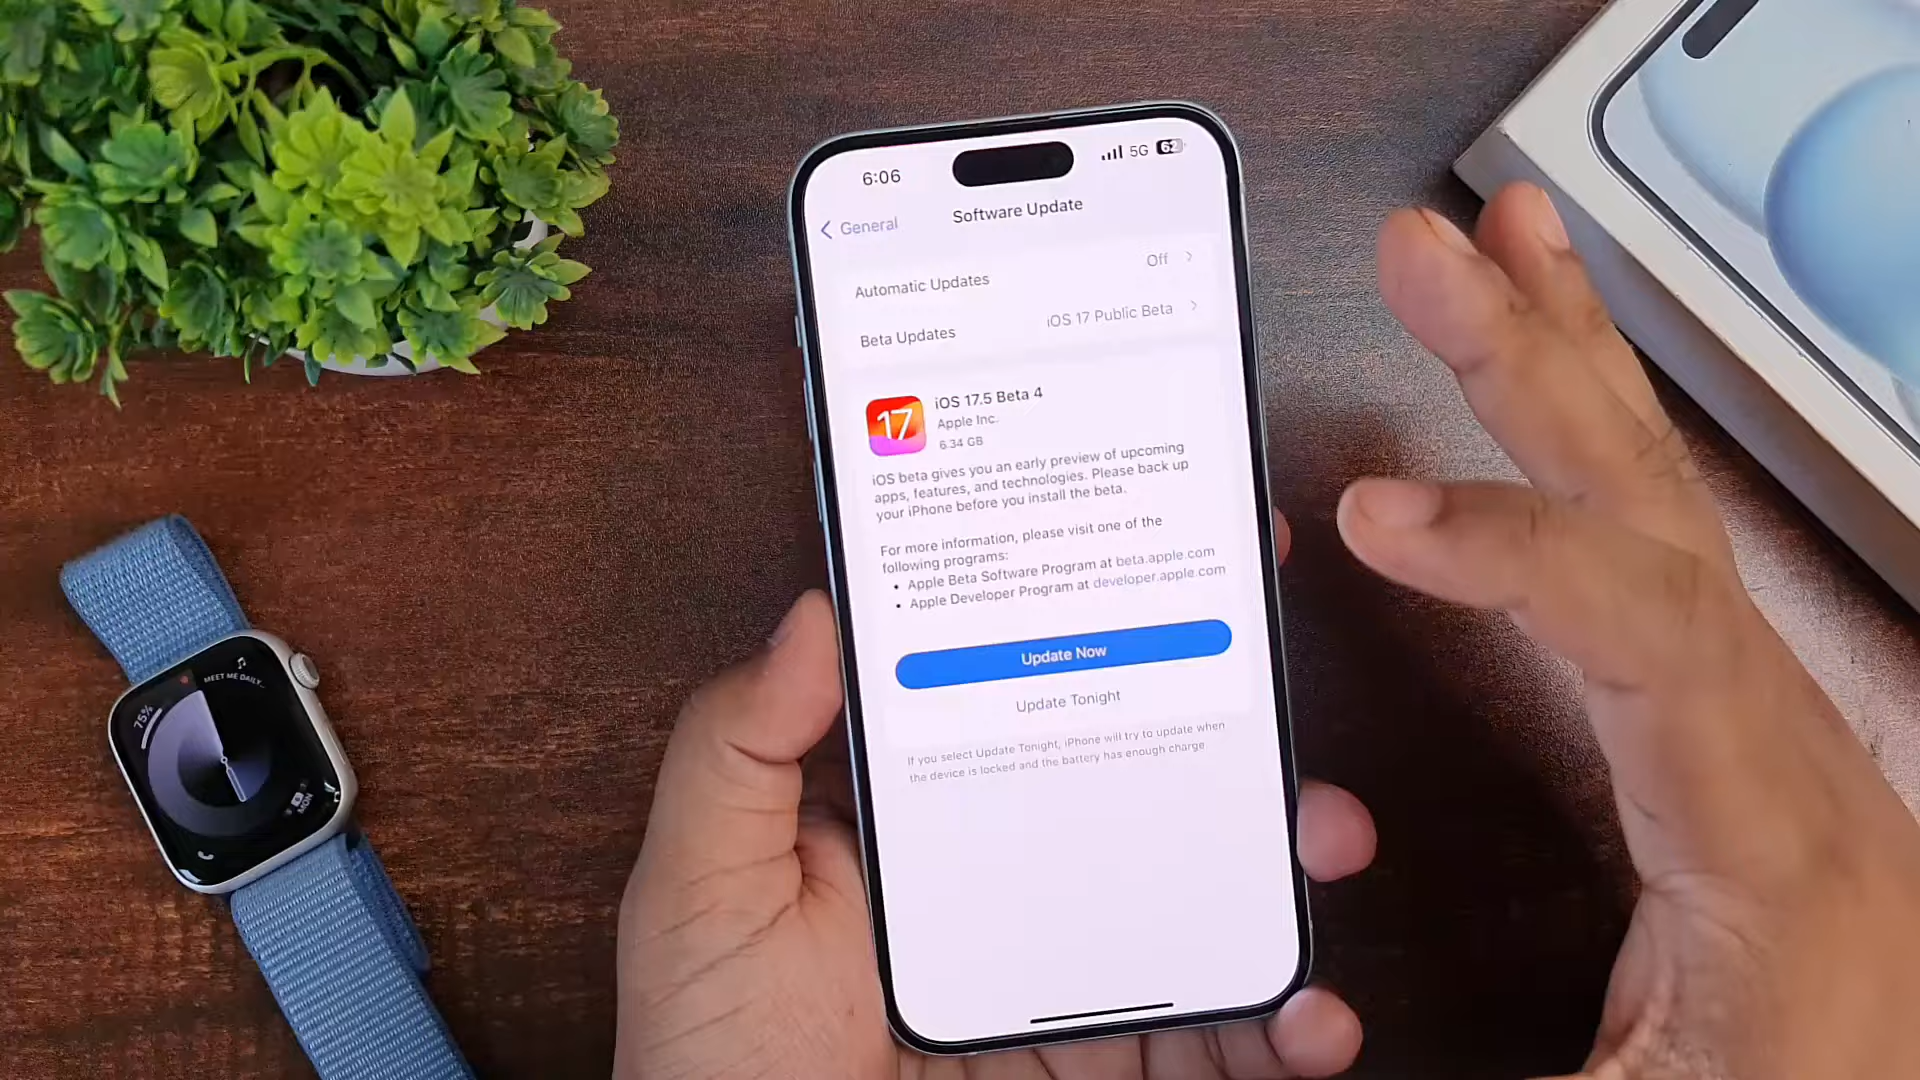 6:06
5G 62
General
Software Update
Automatic Updates
Off
Beta Updates
iOS 17 Public Beta
17
iOS 17.5 Beta 4
Apple Inc.
6.34 GB
iOS beta gives you an early preview of upcoming
apps, features, and technologies. Please back up
your iPhone before you install the beta.
For more information, please visit one of the
following programs:
• Apple Beta Software Program at beta.apple.com
• Apple Developer Program at developer.apple.com
Update Now
Update Tonight
If you select Update Tonight, iPhone will try to update when
the device is locked and the battery has enough charge
MEET ME DAILY...
75%
MON